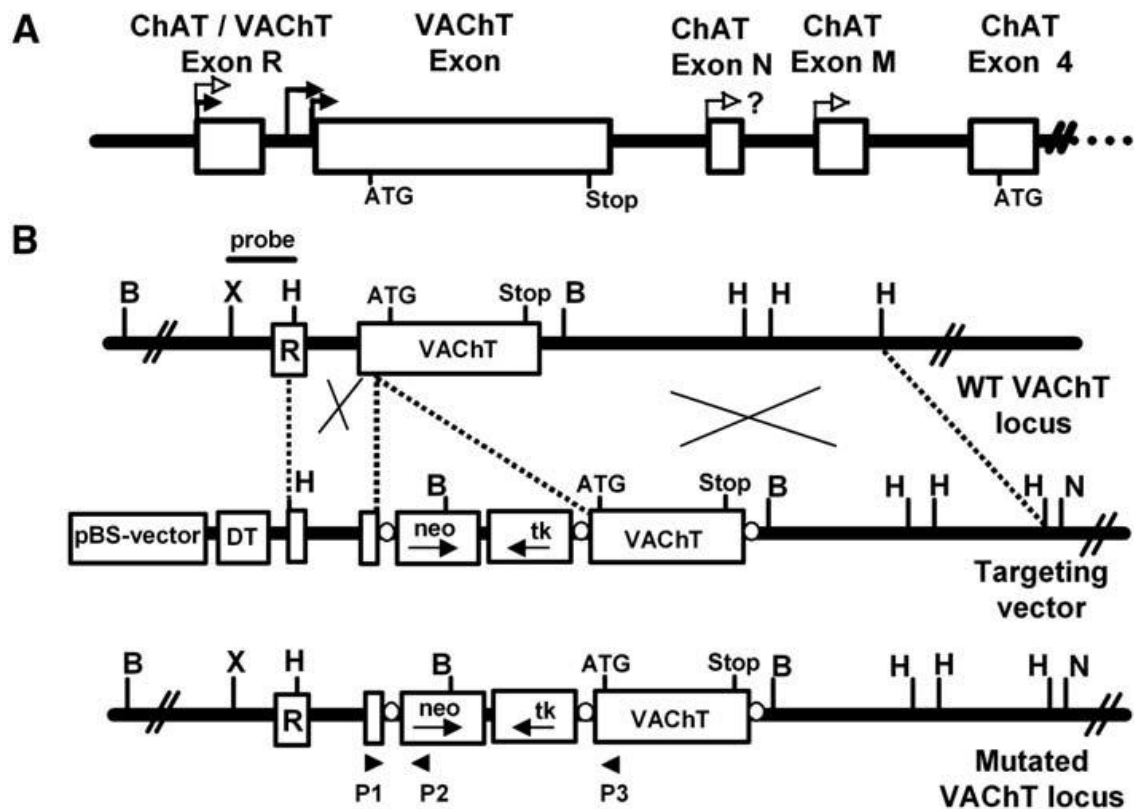 A
ChAT / VAChT
Exon R
VAChT
Exon
ChAT
Exon N
ChAT
Exon M
ChAT
Exon 4
?
ATG
Stop
ATG
B
probe
B
X
H
ATG
Stop
B
H
H
H
R
VAChT
WT VAChT
locus
H
B
ATG
Stop
B
H
H
H
N
pBS-vector
DT
neo
tk
VAChT
Targeting
vector
B
X
H
B
ATG
Stop
B
H
H
H
N
R
neo
tk
VAChT
P1
P2
P3
Mutated
VAChT locus